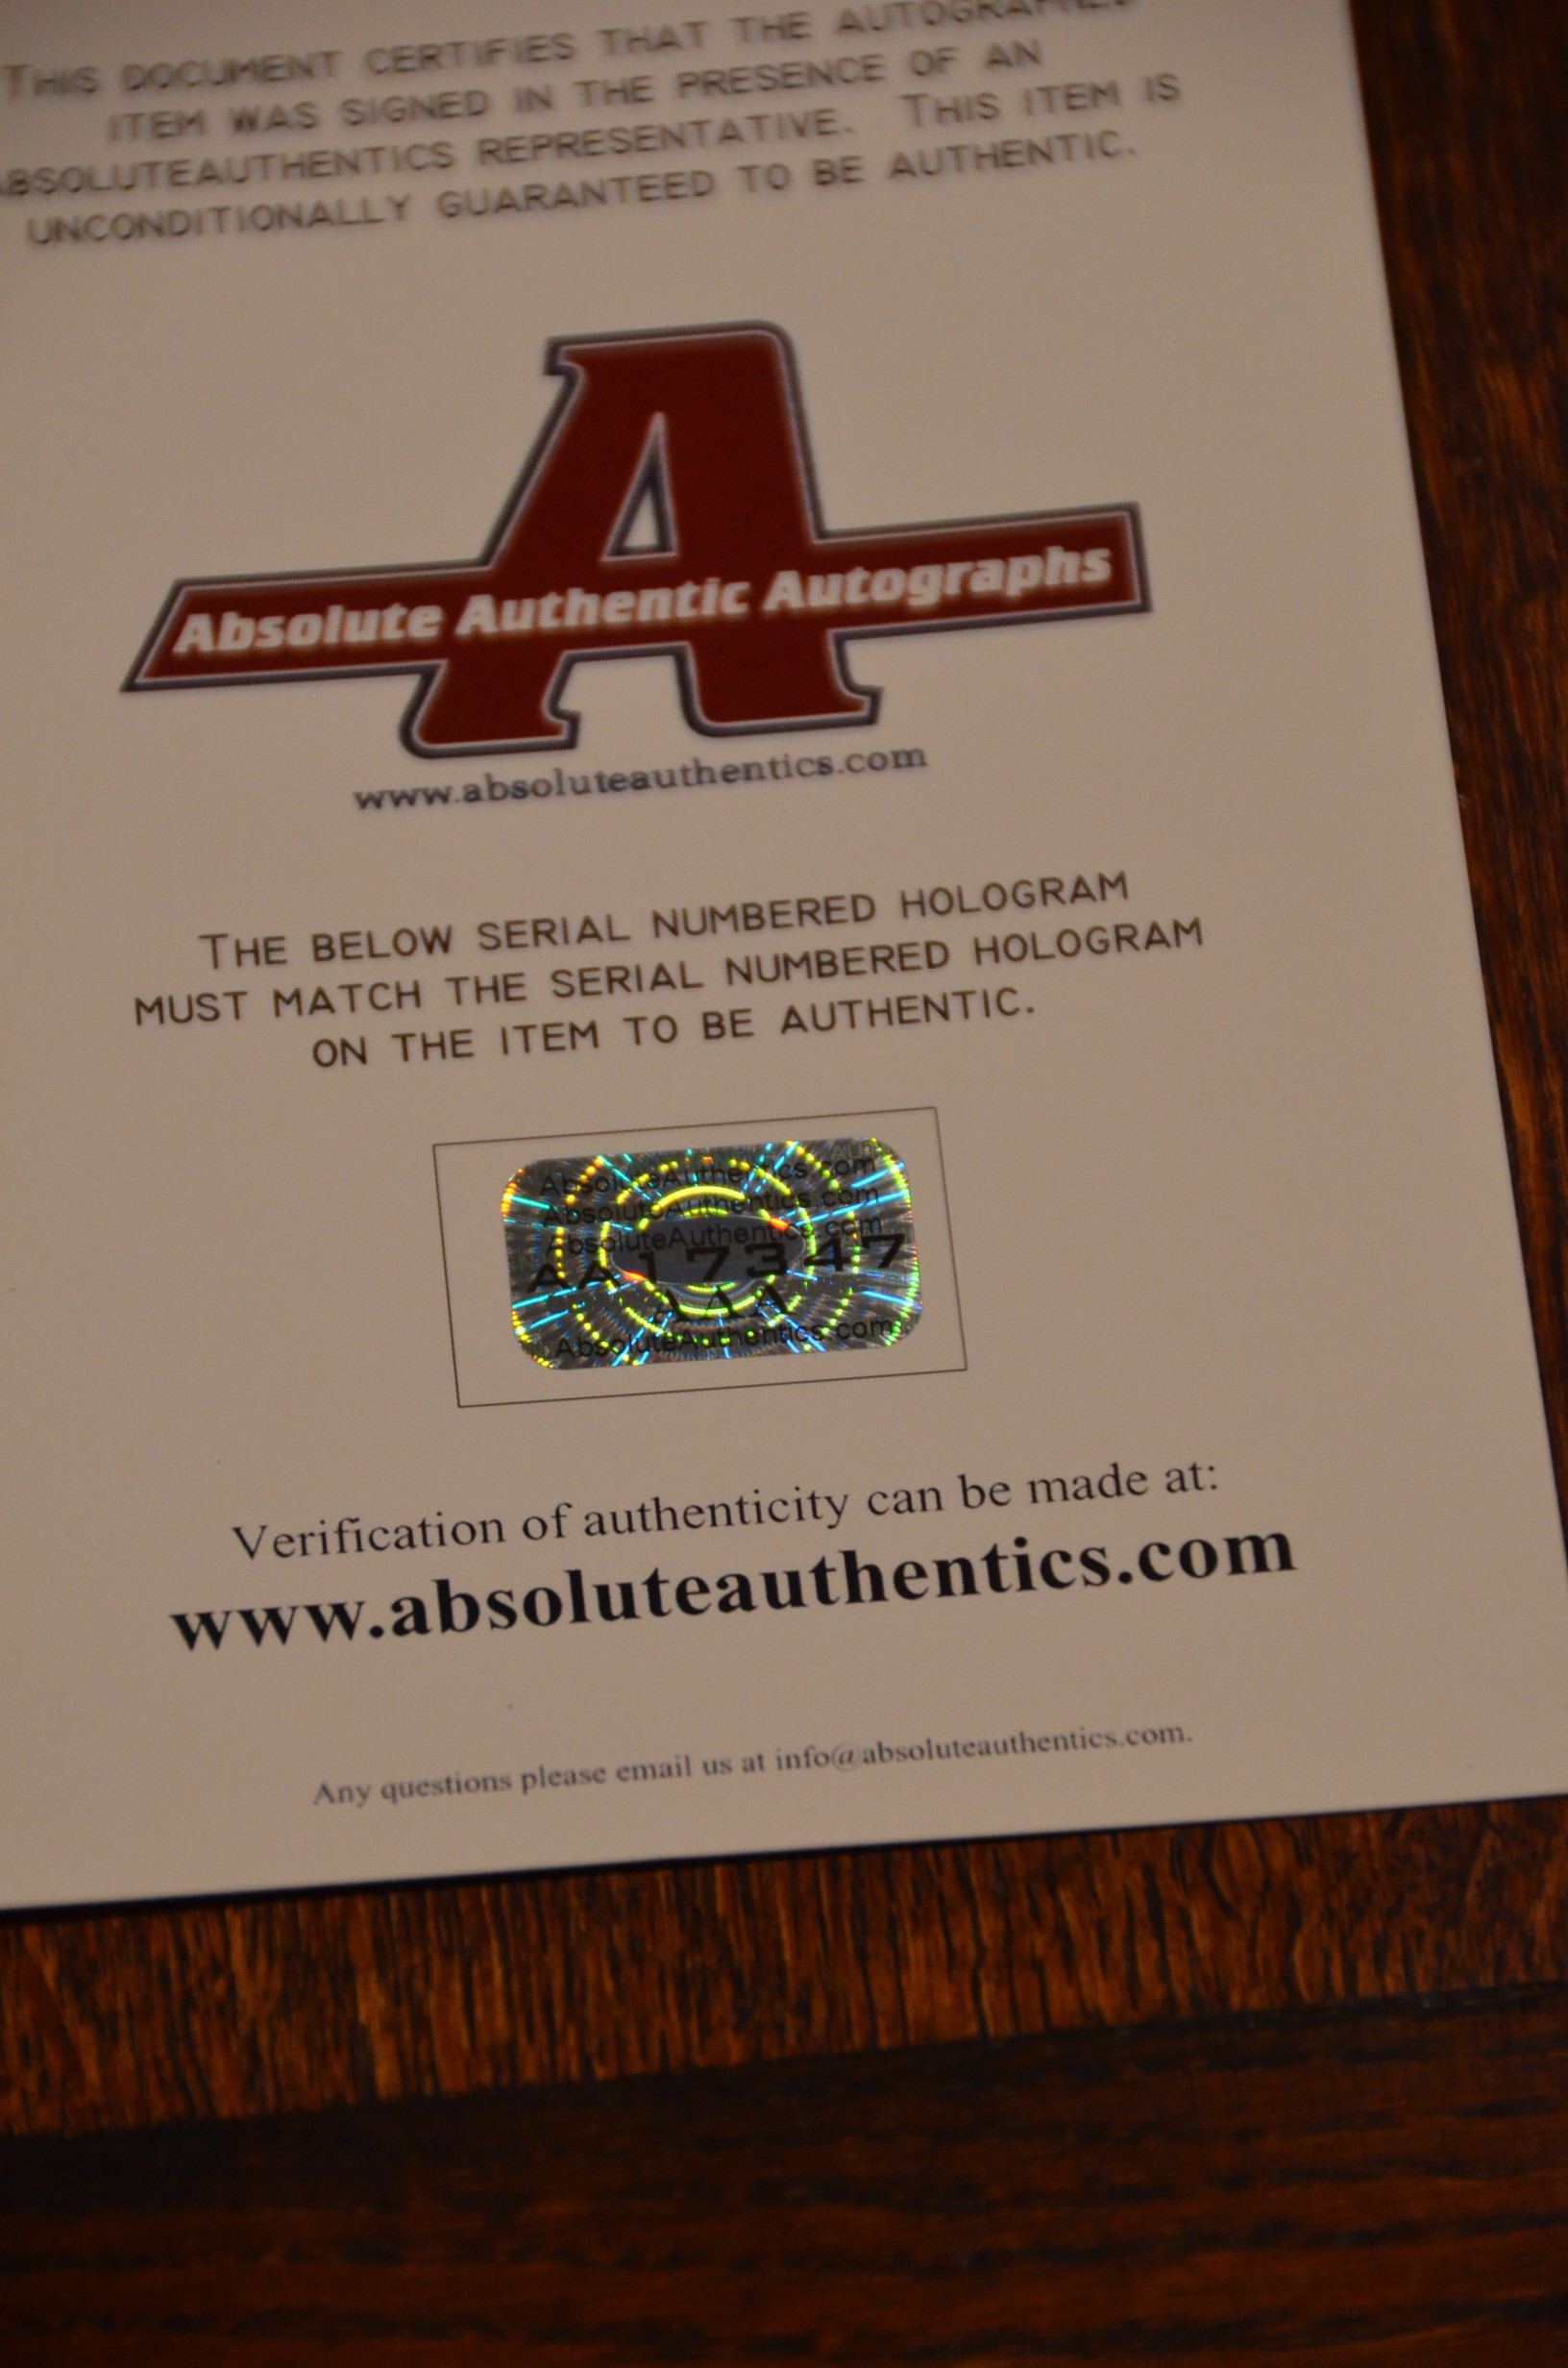 THIS DOCUMENT CERTIFIES THAT THE AUTOGRAPHED
ITEM WAS SIGNED IN THE PRESENCE OF AN
ABSOLUTEAUTHENTICS REPRESENTATIVE. THIS ITEM IS
UNCONDITIONALLY GUARANTEED TO BE AUTHENTIC.
A
Absolute Authentic Autographs
www.absoluteauthentics.com
THE BELOW SERIAL NUMBERED HOLOGRAM
MUST MATCH THE SERIAL NUMBERED HOLOGRAM
ON THE ITEM TO BE AUTHENTIC.
AbsoluteAuthentics.com
AbsoluteAuthentics.com
AbsoluteAuthentics.com
AA17347
AAA
AbsoluteAuthentics.com
Verification of authenticity can be made at:
www.absoluteauthentics.com
Any questions please email us at info@absoluteauthentics.com.